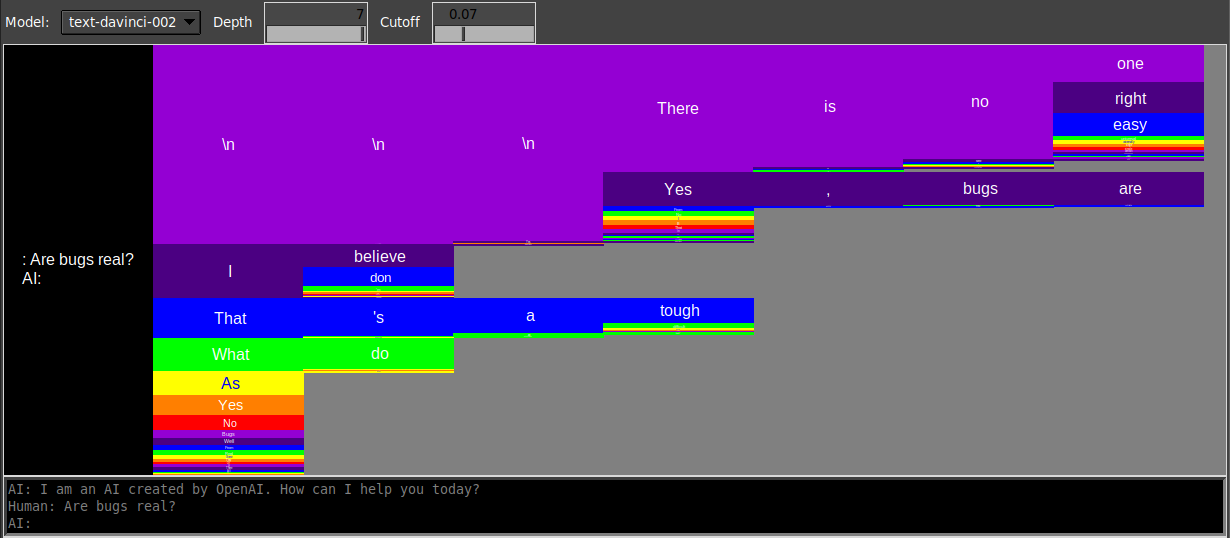 Model: text-davinci-002 Depth 7 Cutoff 0.07
: Are bugs real?
AI:
\n \n \n There is no one
right
easy
Yes , bugs are
I believe
don
That 's a tough
What do
As
Yes
No
Bugs
Well
AI: I am an AI created by OpenAI. How can I help you today?
Human: Are bugs real?
AI: